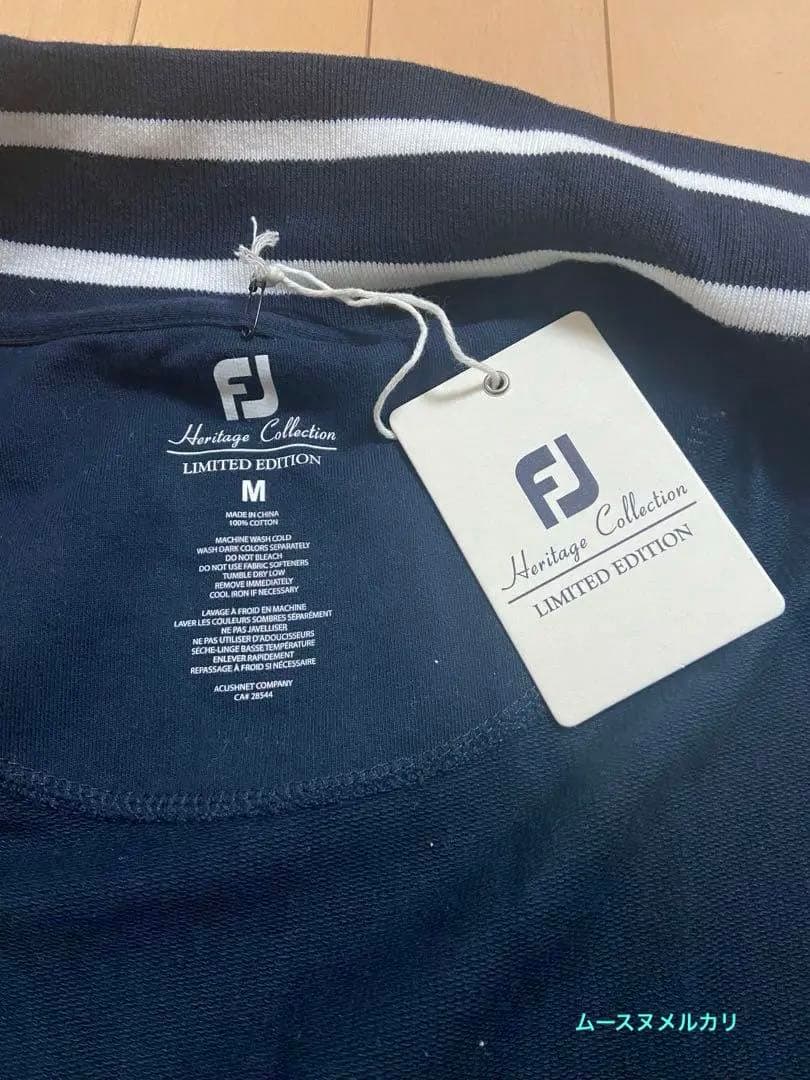 FJ
Heritage Collection
LIMITED EDITION
M
MADE IN CHINA
100% COTTON
MACHINE WASH COLD
WASH DARK COLORS SEPARATELY
DO NOT BLEACH
DO NOT USE FABRIC SOFTENERS
TUMBLE DRY LOW
REMOVE IMMEDIATELY
COOL IRON IF NECESSARY
LAVAGE À FROID EN MACHINE
LAVER LES COULEURS SOMBRES SÉPARÉMENT
NE PAS JAVELLISER
NE PAS UTILISER D'ADOUCISSEURS
SÈCHE-LINGE BASSE TEMPÉRATURE
ENLEVER RAPIDEMENT
REPASSAGE À FROID SI NÉCESSAIRE
ACUSHNET COMPANY
CA# 28544
FJ
Heritage Collection
LIMITED EDITION
ムースヌメルカリ